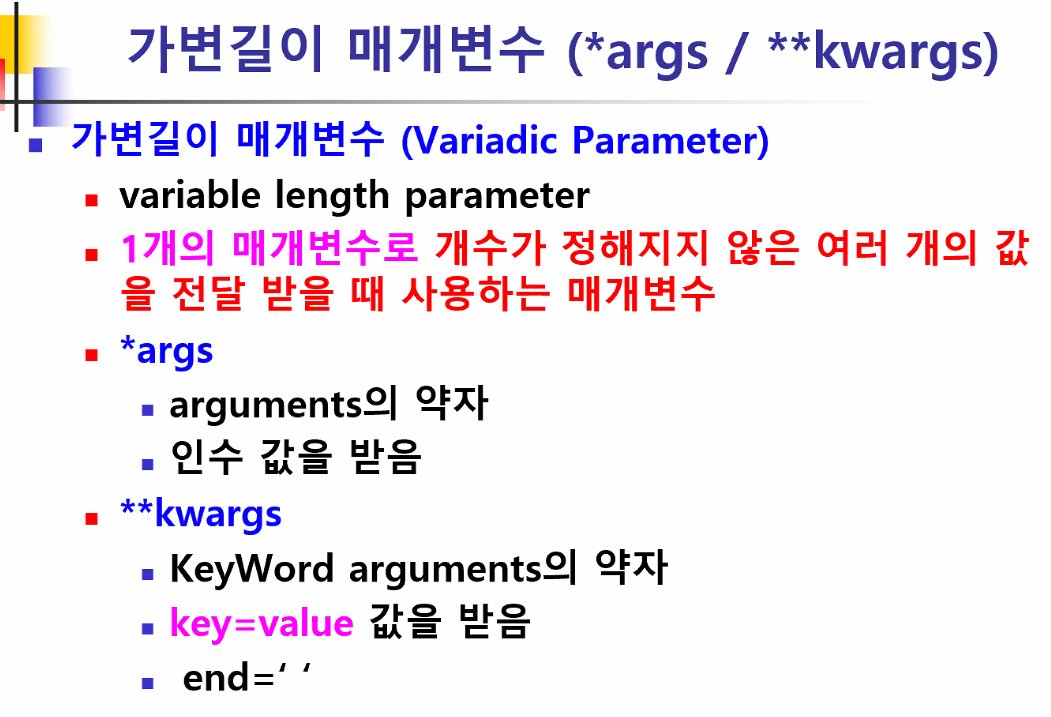 가변길이 매개변수 (*args / **kwargs)
가변길이 매개변수 (Variadic Parameter)
variable length parameter
1개의 매개변수로 개수가 정해지지 않은 여러 개의 값
을 전달 받을 때 사용하는 매개변수
*args
arguments의 약자
인수 값을 받음
**kwargs
KeyWord arguments의 약자
key=value 값을 받음
end=‘ ‘